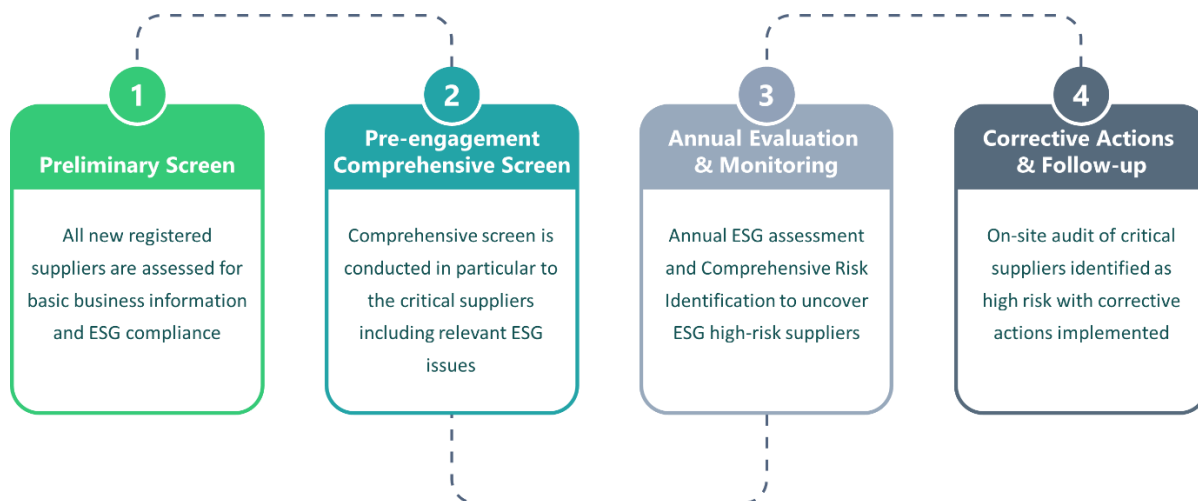 1
Preliminary Screen
All new registered
suppliers are assessed for
basic business information
and ESG compliance
2
Pre-engagement
Comprehensive Screen
Comprehensive screen is
conducted in particular to
the critical suppliers
including relevant ESG
issues
3
Annual Evaluation
& Monitoring
Annual ESG assessment
and Comprehensive Risk
Identification to uncover
ESG high-risk suppliers
4
Corrective Actions
& Follow-up
On-site audit of critical
suppliers identified as
high risk with corrective
actions implemented